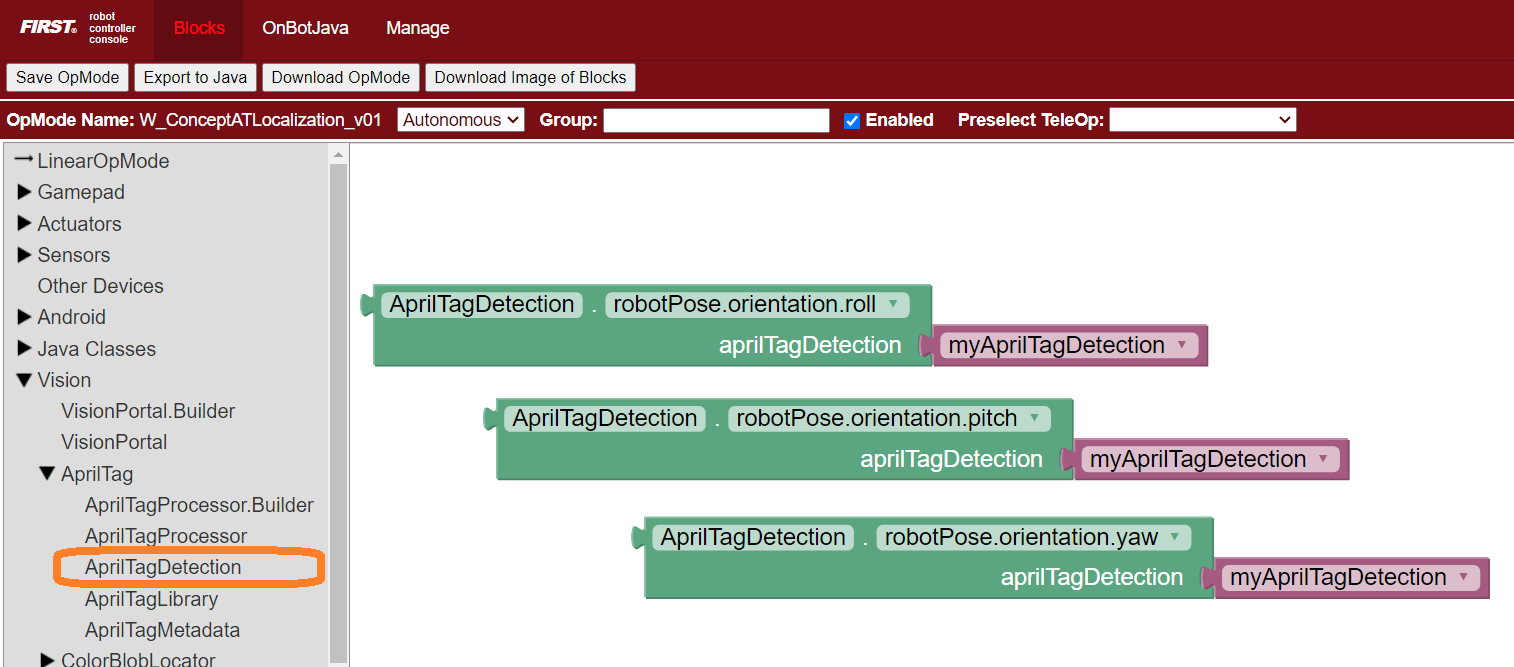 FIRST® robot controller console
Blocks OnBotJava Manage
Save OpMode Export to Java Download OpMode Download Image of Blocks
OpMode Name: W_ConceptATLocalization_v01 Autonomous Group: Enabled Preselect TeleOp:
LinearOpMode
Gamepad
Actuators
Sensors
Other Devices
Android
Java Classes
Vision
VisionPortal.Builder
VisionPortal
AprilTag
AprilTagProcessor.Builder
AprilTagProcessor
AprilTagDetection
AprilTagLibrary
AprilTagMetadata
ColorBlobLocator
AprilTagDetection . robotPose.orientation.roll
aprilTagDetection myAprilTagDetection
AprilTagDetection . robotPose.orientation.pitch
aprilTagDetection myAprilTagDetection
AprilTagDetection . robotPose.orientation.yaw
aprilTagDetection myAprilTagDetection